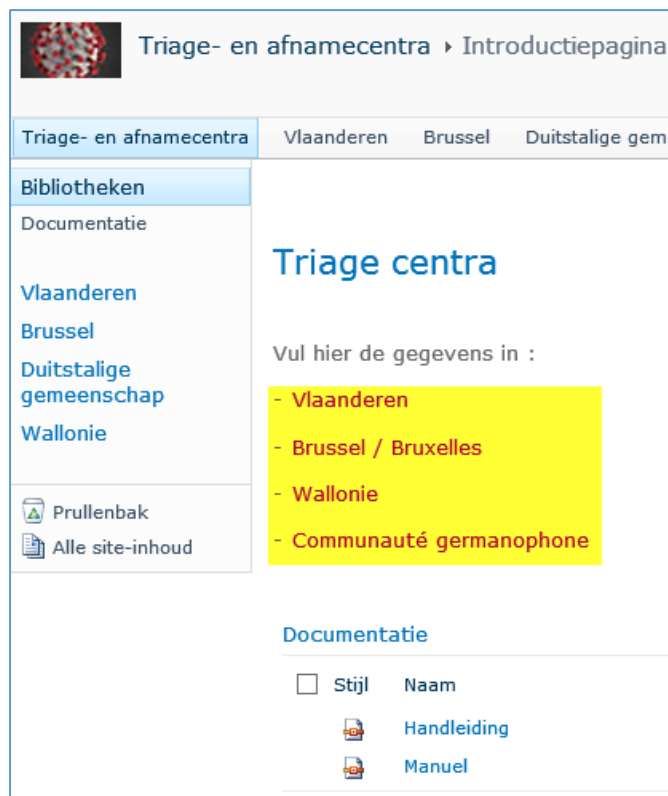 Triage- en afnamecentra ▸ Introductiepagina
Triage- en afnamecentra Vlaanderen Brussel Duitstalige gem
Bibliotheken
Documentatie
Vlaanderen
Brussel
Duitstalige
gemeenschap
Wallonie
Prullenbak
Alle site-inhoud
Triage centra
Vul hier de gegevens in :
- Vlaanderen
- Brussel / Bruxelles
- Wallonie
- Communauté germanophone
Documentatie
Stijl Naam
Handleiding
Manuel